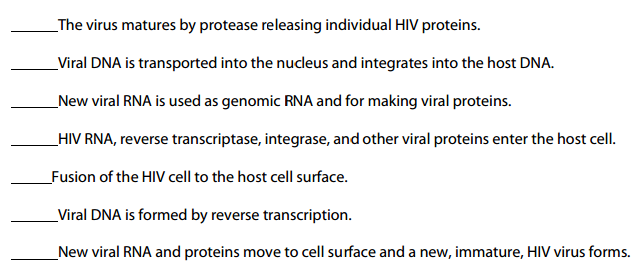 ______The virus matures by protease releasing individual HIV proteins.
______Viral DNA is transported into the nucleus and integrates into the host DNA.
______New viral RNA is used as genomic RNA and for making viral proteins.
______HIV RNA, reverse transcriptase, integrase, and other viral proteins enter the host cell.
_____Fusion of the HIV cell to the host cell surface.
______Viral DNA is formed by reverse transcription.
______New viral RNA and proteins move to cell surface and a new, immature, HIV virus forms.